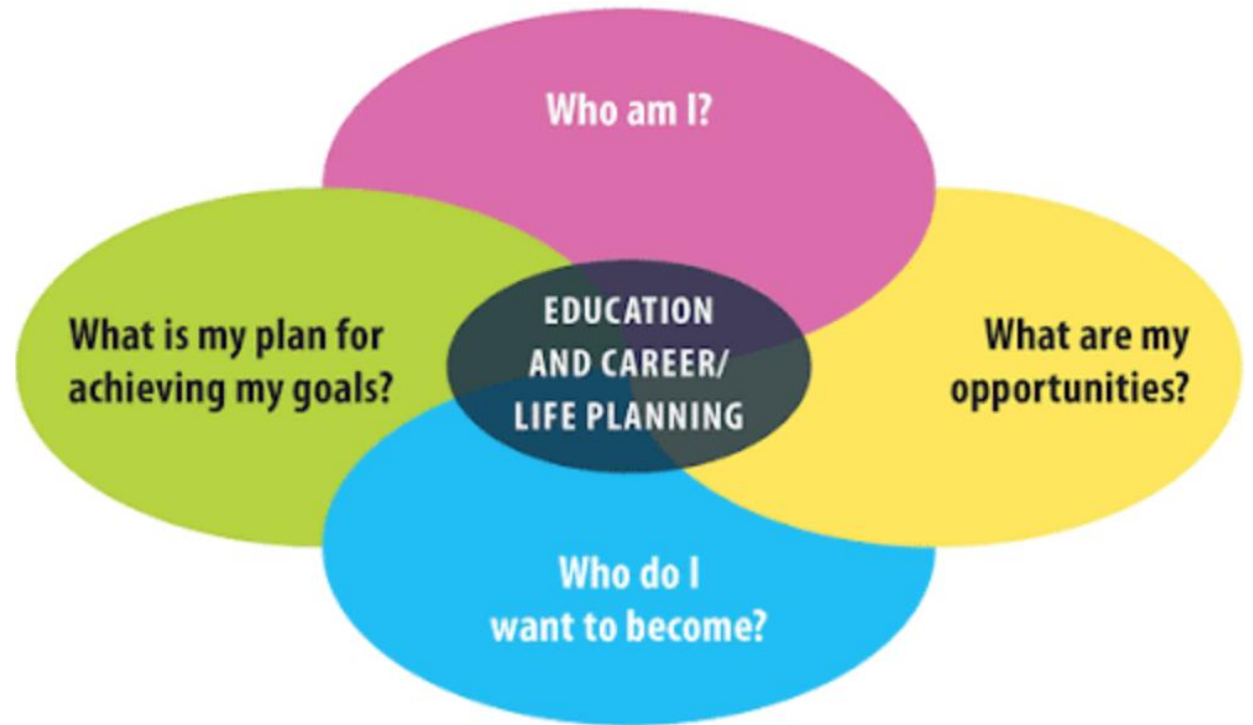 Who am I?
What is my plan for
achieving my goals?
EDUCATION
AND CAREER/
LIFE PLANNING
What are my
opportunities?
Who do I
want to become?